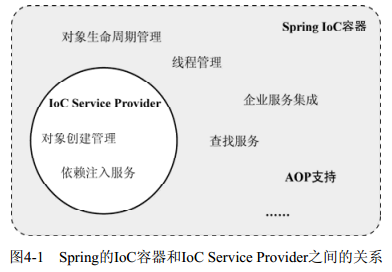 Spring IoC容器
对象生命周期管理
线程管理
IoC Service Provider
企业服务集成
对象创建管理
查找服务
依赖注入服务
AOP支持
......
图4-1 Spring的IoC容器和IoC Service Provider之间的关系